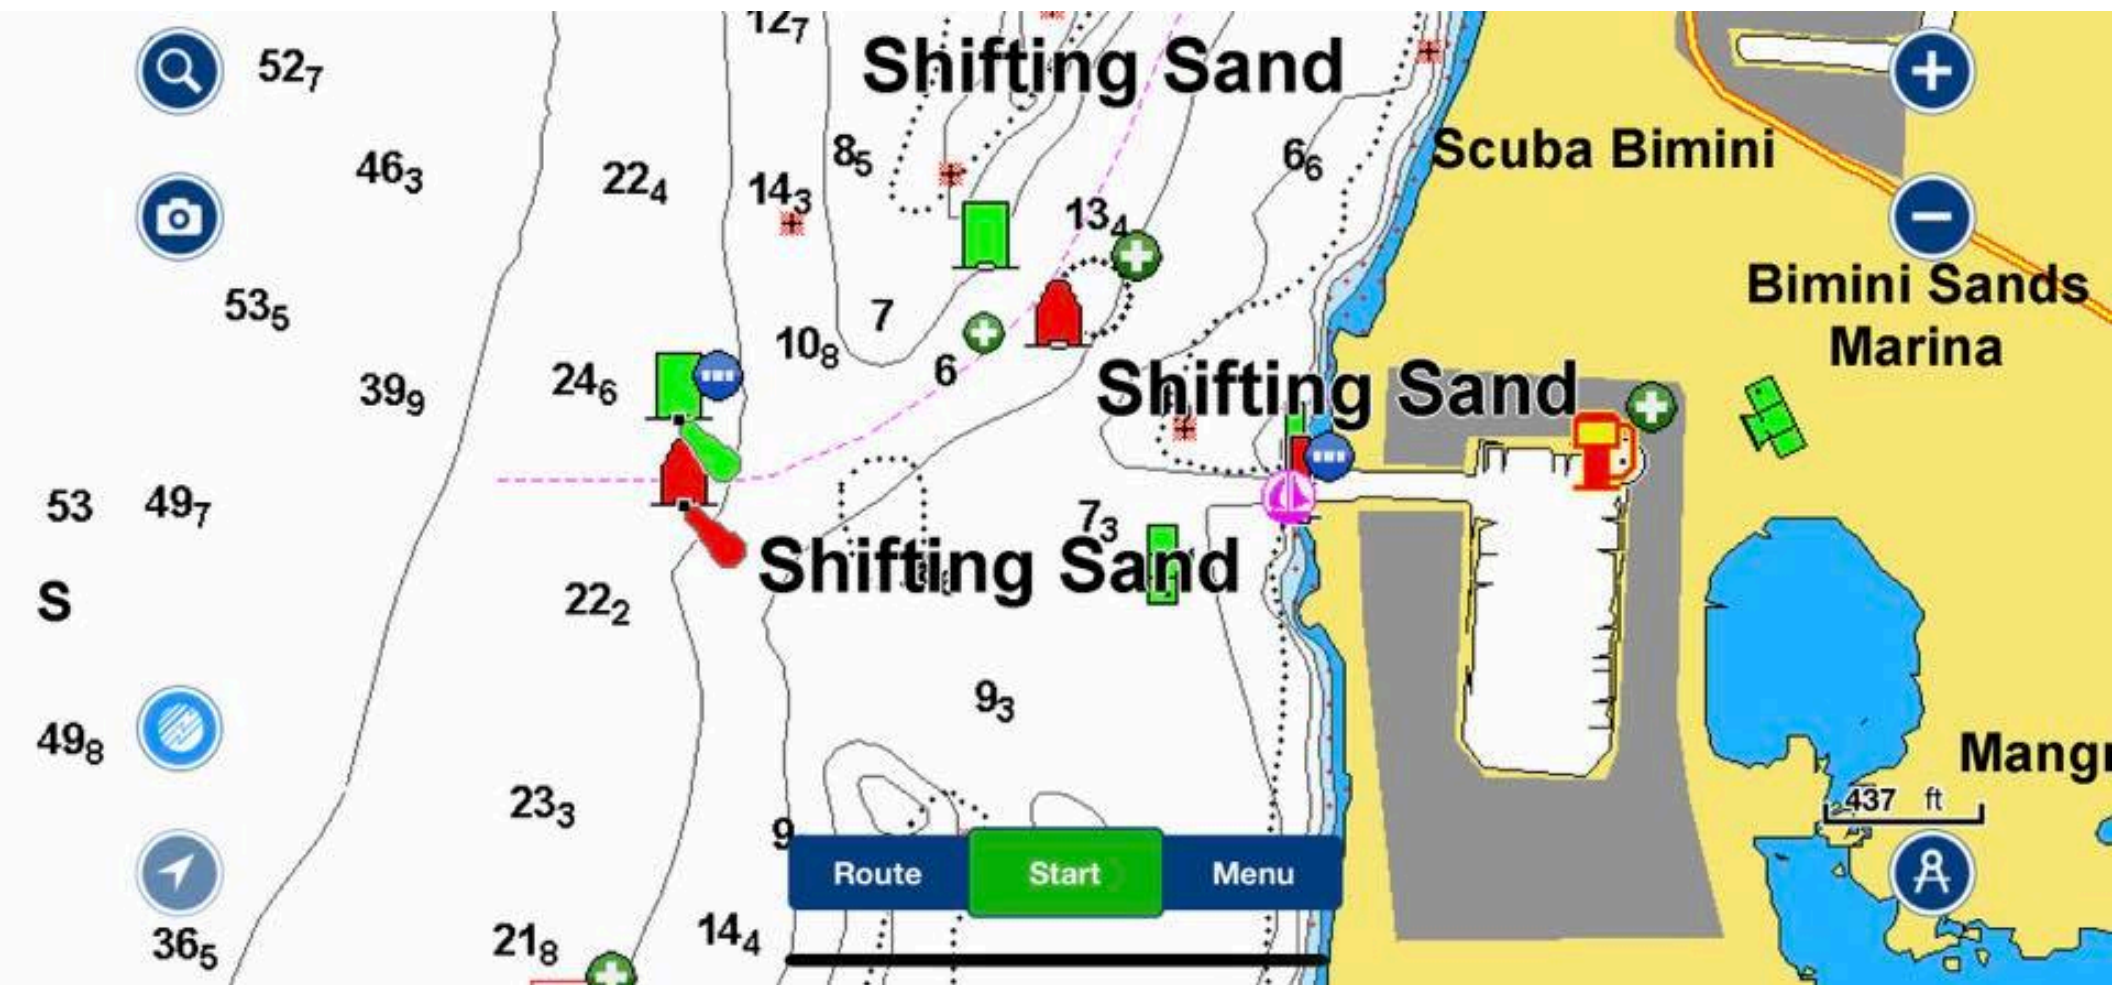 12₇
Shifting Sand
52₇
46₃
22₄
14₃
8₅
6₆
Scuba Bimini
13₄
53₅
7
10₈
6
Bimini Sands
Marina
39₉
24₆
Shifting Sand
53
49₇
7₃
Shifting Sand
22₂
S
9₃
49₈
23₃
9
Mangr
437 ft
Route
Start
Menu
36₅
21₈
14₄